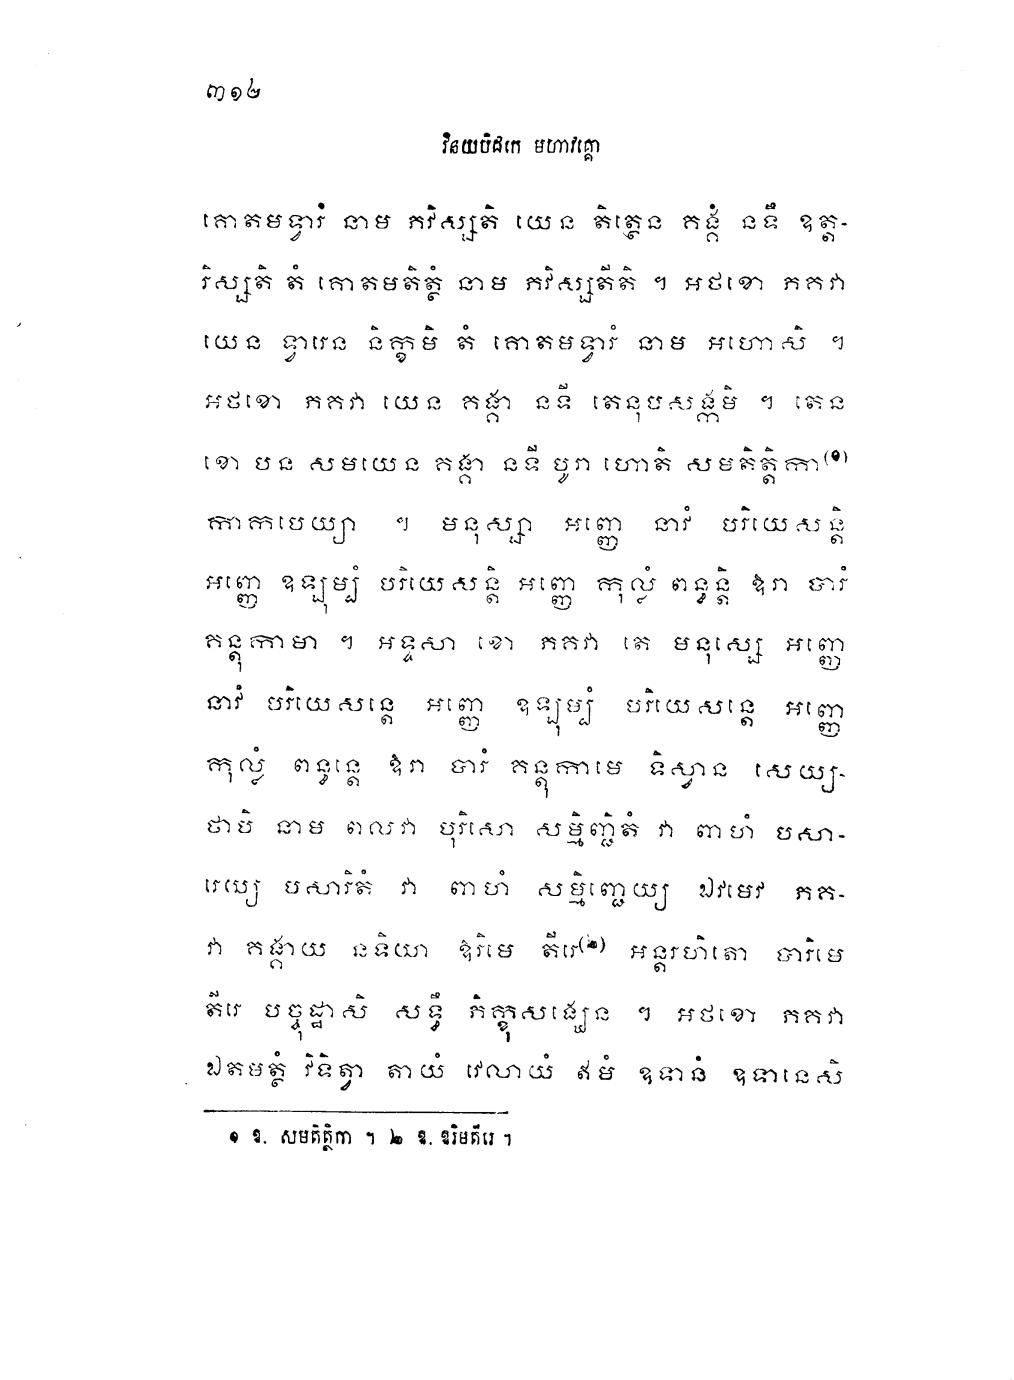 ៣១៤
វិនយបិដកេ មហាវគ្គោ
គោតមទ្វារំ នាម ភវិស្សតិ យេន តិត្ថេន គង្គំ នទឹ ឧត្ត-
រិស្សតិ តំ គោតមតិត្ថំ នាម ភវិស្សតីតិ ។ អថខោ ភគវា
យេន ទ្វារេន និក្ខមិ តំ គោតមទ្វារំ នាម អហោសិ ។
អថខោ ភគវា យេន គង្គា នទី តេនុបសង្កមិ ។ តេន
ខោ បន សមយេន គង្គា នទី បូរា ហោតិ សមតិត្តិកា(១)
កាកបេយ្យា ។ មនុស្សា អញ្ញេ នាវំ បរិយេសន្តិ
អញ្ញេ ឧឡុម្បំ បរិយេសន្តិ អញ្ញេ កុល្លំ ពន្ធន្តិ ឱរា បារំ
គន្តុកាមា ។ អទ្ទសា ខោ ភគវា តេ មនុស្សេ អញ្ញេ
នាវំ បរិយេសន្តេ អញ្ញេ ឧឡុម្បំ បរិយេសន្តេ អញ្ញេ
កុល្លំ ពន្ធន្តេ ឱរា បារំ គន្តុកាមេ ទិស្វាន សេយ្យ-
ថាបិ នាម ពលវា បុរិសោ សម្មិញ្ជិតំ វា ពាហំ បសា-
រេយ្យេ បសារិតំ វា ពាហំ សម្មិញ្ជេយ្យ ឯវមេវ ភគ-
វា គង្គាយ នទិយា ឱរិមេ តីរេ(២) អន្តរហិតោ បារិមេ
តីរេ បច្ចុដ្ឋាសិ សទ្ធឹ ភិក្ខុសង្ឃេន ។ អថខោ ភគវា
ឯតមត្ថំ វិទិត្វា តាយំ វេលាយំ ឥមំ ឧទានំ ឧទានេសិ
១ ឱ. សមតិត្ថិកា ។ ២ ឱ. ឱរិមតីរេ ។